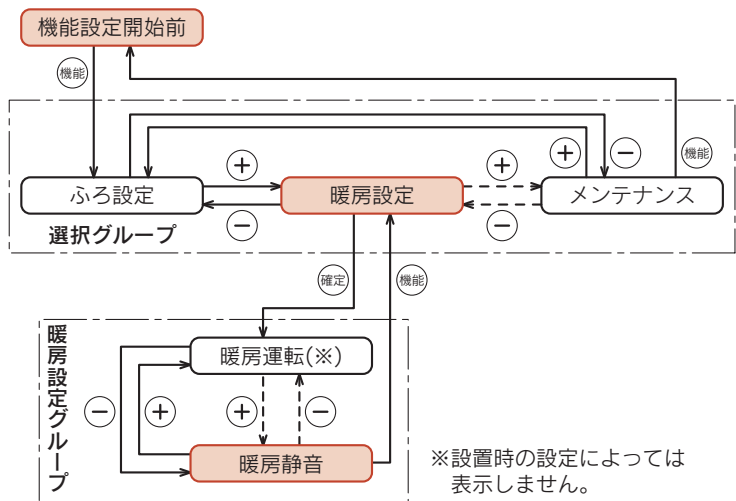 機能設定開始前
機能
＋
＋
＋
－
機能
ふろ設定
暖房設定
メンテナンス
－
－
選択グループ
確定
機能
暖房設定グループ
暖房運転(※)
－
＋
＋
－
暖房静音
※設置時の設定によっては
表示しません。